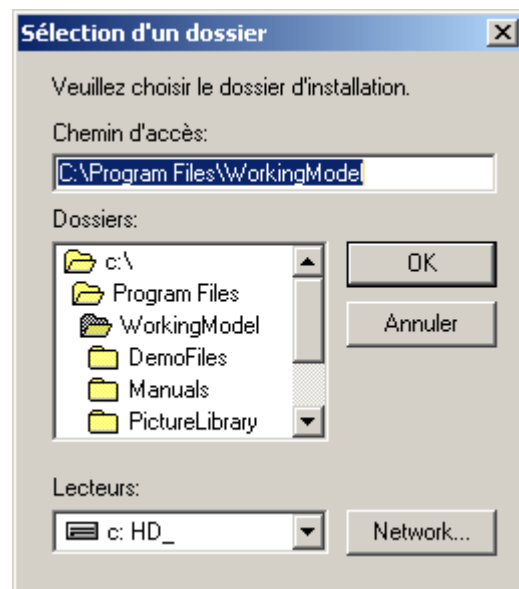 Sélection d'un dossier
Veuillez choisir le dossier d'installation.
Chemin d'accès:
C:\Program Files\WorkingModel
Dossiers:
c:\
Program Files
WorkingModel
DemoFiles
Manuals
PictureLibrary
OK
Annuler
Lecteurs:
c: HD_
Network...